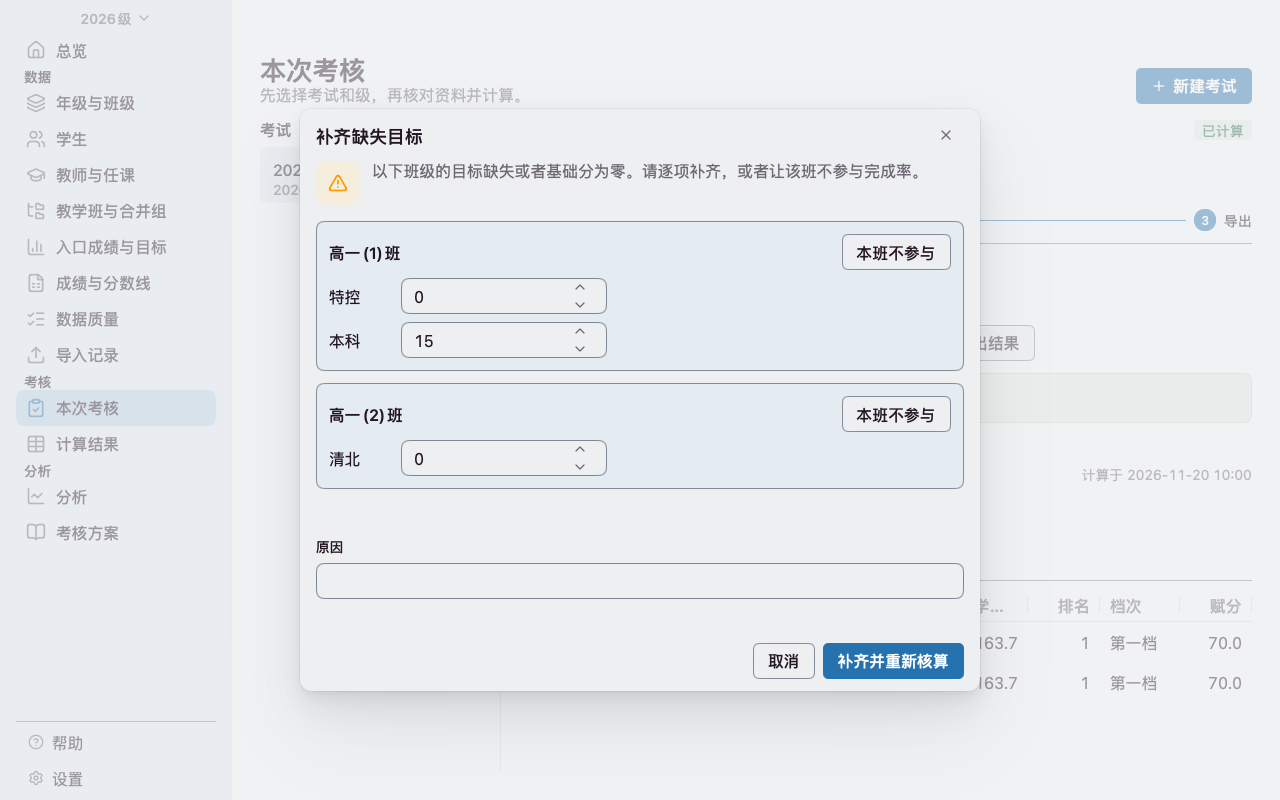 2026级
总览
数据
年级与班级
学生
教师与任课
教学班与合并组
入口成绩与目标
成绩与分数线
数据质量
导入记录
考核
本次考核
计算结果
分析
分析
考核方案
帮助
设置
本次考核
先选择考试和级，再核对资料并计算。
+ 新建考试
考试
已计算
202
202
3 导出
出结果
计算于 2026-11-20 10:00
学... 排名 档次 赋分
163.7 1 第一档 70.0
163.7 1 第一档 70.0
补齐缺失目标
以下班级的目标缺失或者基础分为零。请逐项补齐，或者让该班不参与完成率。
高一 (1) 班
本班不参与
特控 0
本科 15
高一 (2) 班
本班不参与
清北 0
原因
取消
补齐并重新核算